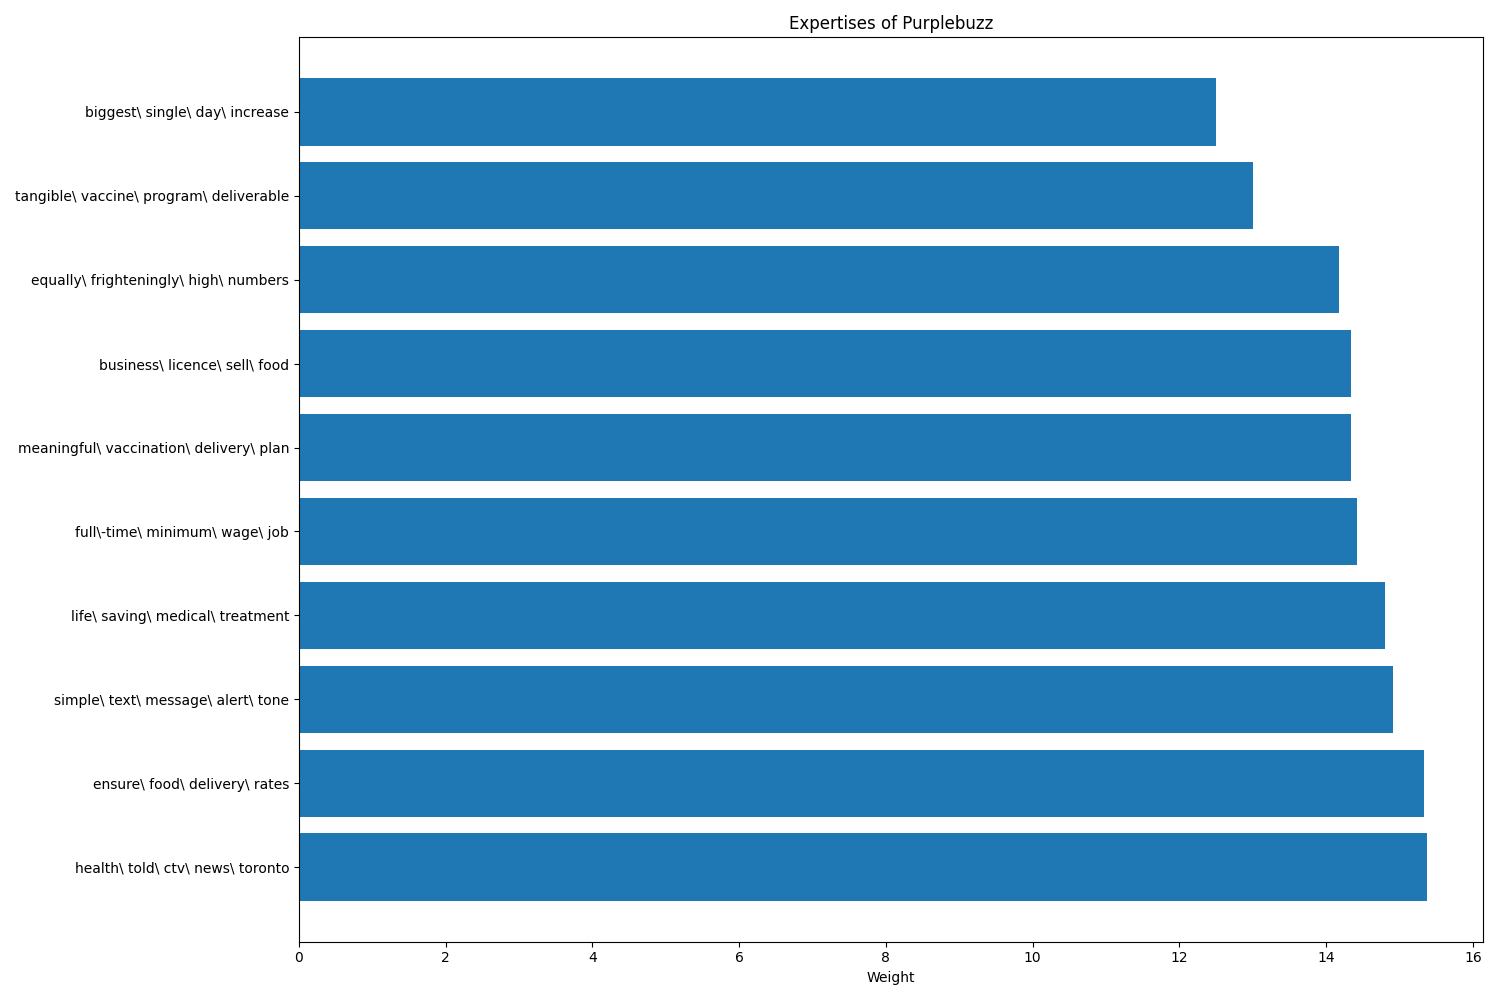 Expertises of Purplebuzz
biggest\ single\ day\ increase
tangible\ vaccine\ program\ deliverable
equally\ frighteningly\ high\ numbers
business\ licence\ sell\ food
meaningful\ vaccination\ delivery\ plan
full\-time\ minimum\ wage\ job
life\ saving\ medical\ treatment
simple\ text\ message\ alert\ tone
ensure\ food\ delivery\ rates
health\ told\ ctv\ news\ toronto
0 2 4 6 8 10 12 14 16
Weight